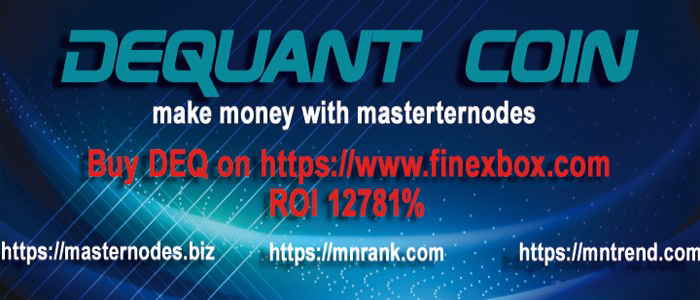 DEQUANT COIN
make money with masterternodes
Buy DEQ on https://www.finexbox.com
ROI 12781%
https://masternodes.biz https://mnrank.com https://mntrend.com